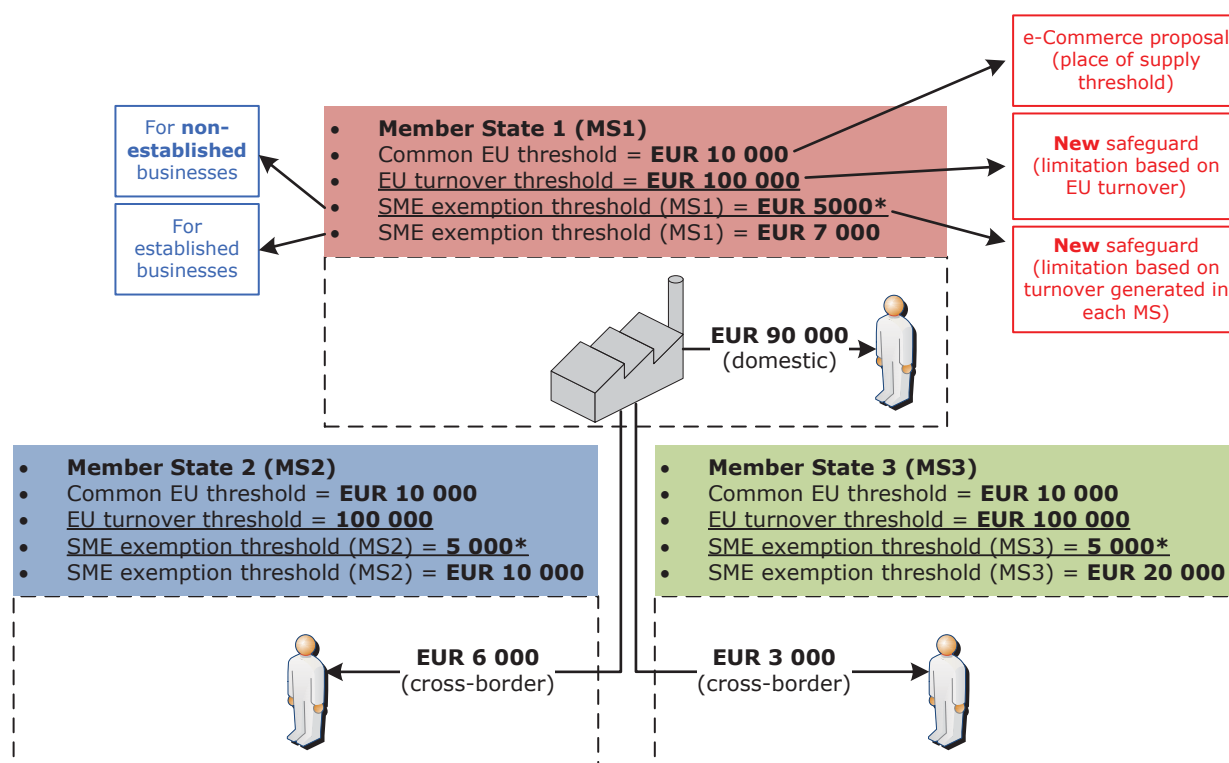 e-Commerce proposal
(place of supply
threshold)
For non-
established
businesses
• Member State 1 (MS1)
• Common EU threshold = EUR 10 000
• EU turnover threshold = EUR 100 000
• SME exemption threshold (MS1) = EUR 5000*
• SME exemption threshold (MS1) = EUR 7 000
New safeguard
(limitation based on
EU turnover)
For
established
businesses
New safeguard
(limitation based on
turnover generated in
each MS)
EUR 90 000
(domestic)
• Member State 2 (MS2)
• Common EU threshold = EUR 10 000
• EU turnover threshold = 100 000
• SME exemption threshold (MS2) = 5 000*
• SME exemption threshold (MS2) = EUR 10 000
• Member State 3 (MS3)
• Common EU threshold = EUR 10 000
• EU turnover threshold = EUR 100 000
• SME exemption threshold (MS3) = 5 000*
• SME exemption threshold (MS3) = EUR 20 000
EUR 6 000
(cross-border)
EUR 3 000
(cross-border)